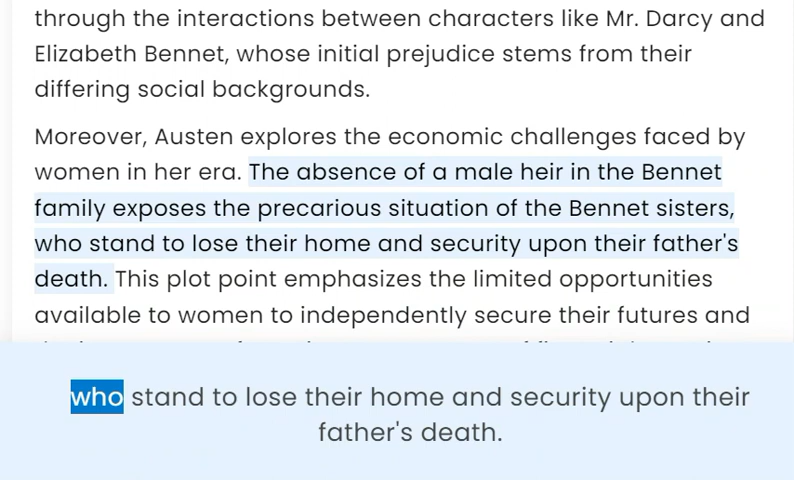 through the interactions between characters like Mr. Darcy and
Elizabeth Bennet, whose initial prejudice stems from their
differing social backgrounds.
Moreover, Austen explores the economic challenges faced by
women in her era. The absence of a male heir in the Bennet
family exposes the precarious situation of the Bennet sisters,
who stand to lose their home and security upon their father's
death. This plot point emphasizes the limited opportunities
available to women to independently secure their futures and
who stand to lose their home and security upon their
father's death.